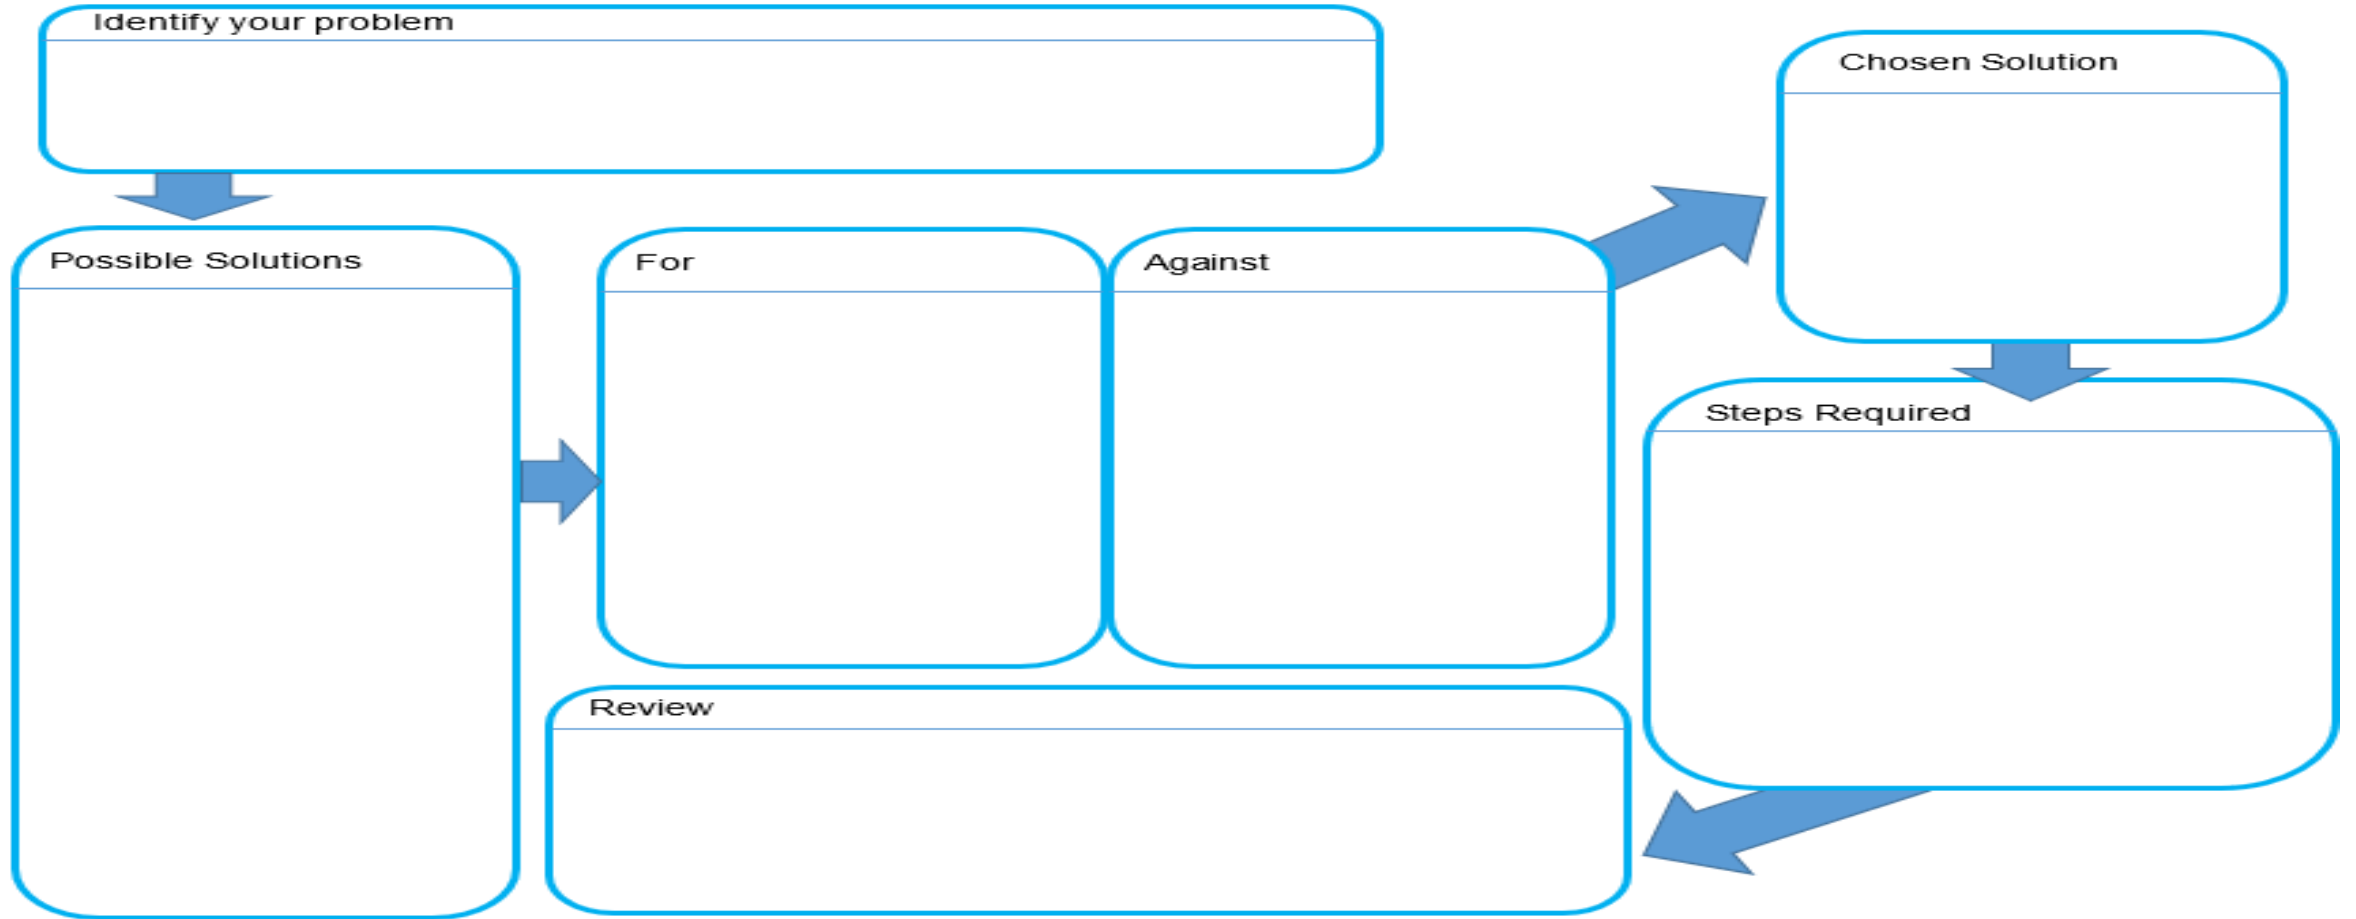 Identify your problem
Possible Solutions
For
Against
Chosen Solution
Steps Required
Review